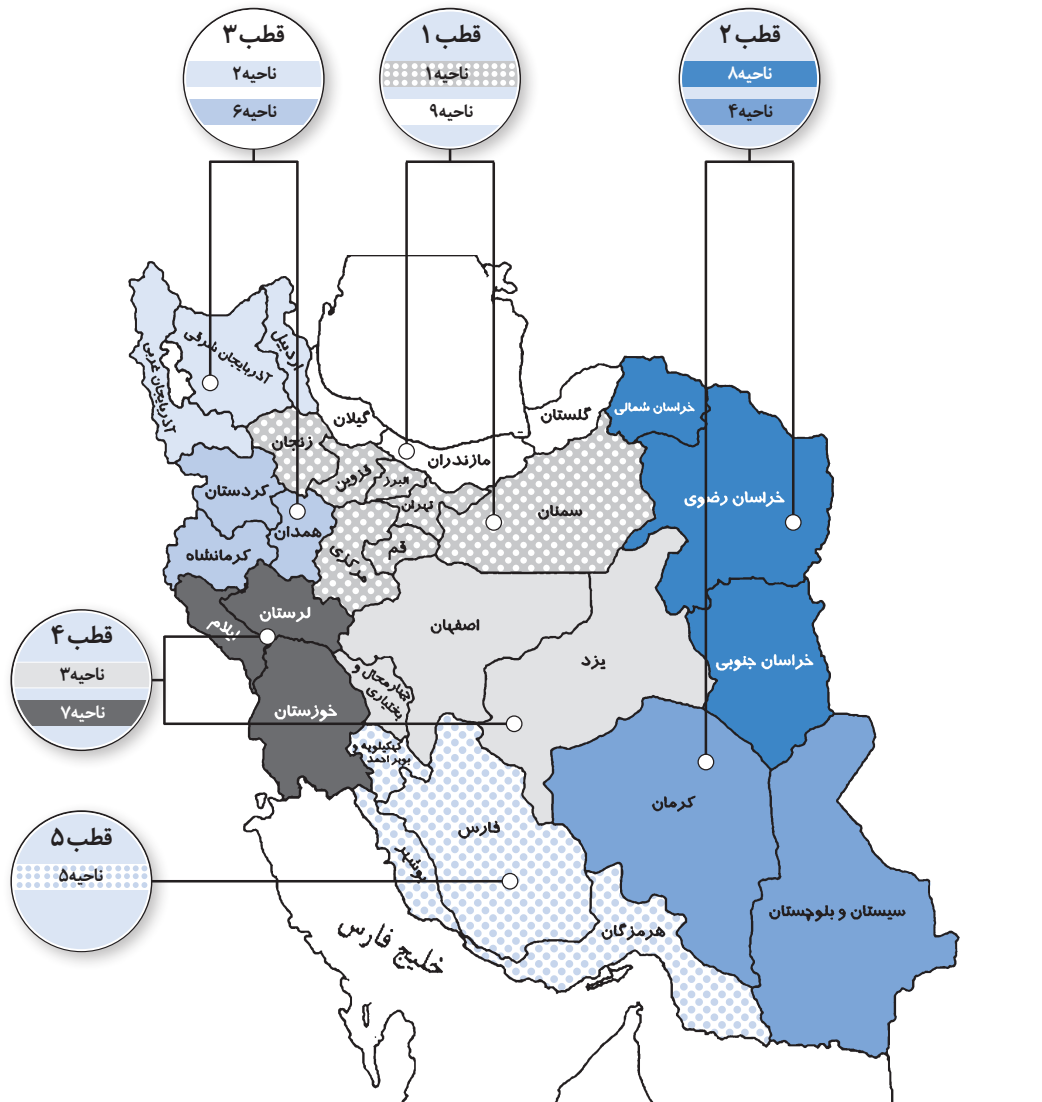 قطب ۳
ناحیه۲
ناحیه۶
قطب ۱
ناحیه۱
ناحیه۹
قطب ۲
ناحیه۸
ناحیه۴
آذربایجان غربی
آذربایجان شرقی
اردبیل
گیلان
گلستان
خراسان شمالی
زنجان
مازندران
قزوین
البرز
تهران
سمنان
خراسان رضوی
کردستان
همدان
کرمانشاه
مرکزی
قم
ایلام
لرستان
اصفهان
یزد
خراسان جنوبی
قطب ۴
ناحیه۳
ناحیه۷
چهارمحال و
بختیاری
خوزستان
کهکیلویه و
بویر احمد
کرمان
فارس
بوشهر
قطب ۵
ناحیه۵
هرمزگان
سیستان و بلوچستان
خلیج فارس